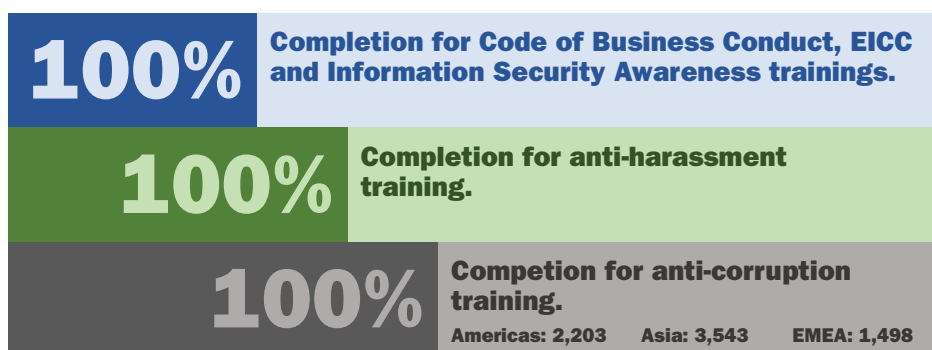 100%
Completion for Code of Business Conduct, EICC
and Information Security Awareness trainings.
100%
Completion for anti-harassment
training.
100%
Competion for anti-corruption
training.
Americas: 2,203 Asia: 3,543 EMEA: 1,498